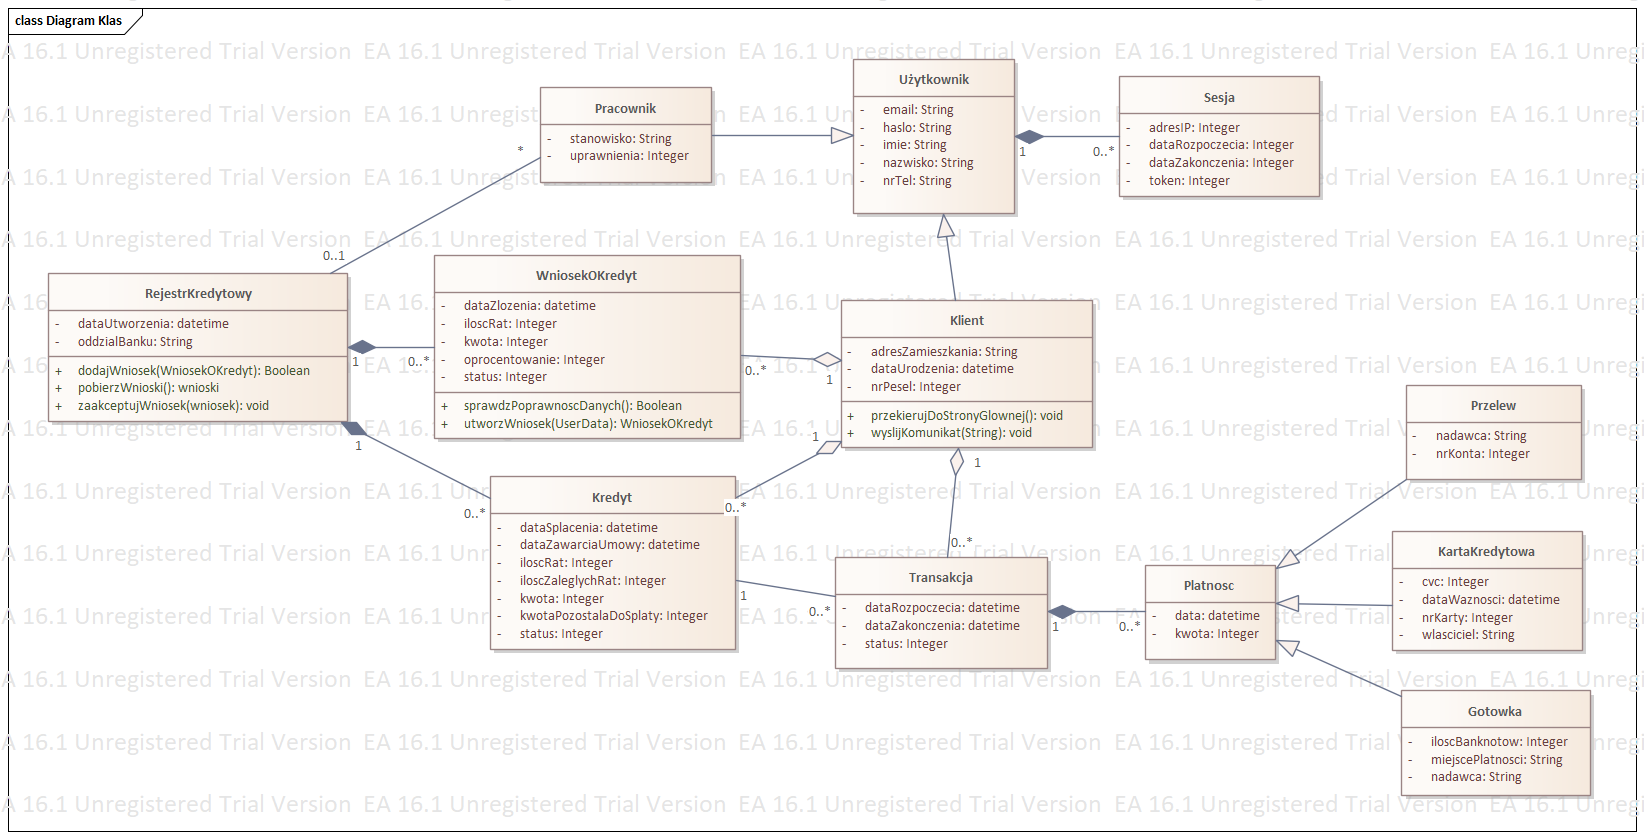 class Diagram Klas
EA 16.1 Unregistered Trial Version
Użytkownik
- email: String
- haslo: String
- imie: String
- nazwisko: String
- nrTel: String
Sesja
- adresIP: Integer
- dataRozpoczecia: Integer
- dataZakonczenia: Integer
- token: Integer
1
0..*
Pracownik
- stanowisko: String
- uprawnienia: Integer
*
0..1
RejestrKredytowy
- dataUtworzenia: datetime
- oddzialBanku: String
+ dodajWniosek(WniosekOKredyt): Boolean
+ pobierzWnioski(): wnioski
+ zaakceptujWniosek(wniosek): void
1
0..*
WniosekOKredyt
- dataZlozenia: datetime
- iloscRat: Integer
- kwota: Integer
- oprocentowanie: Integer
- status: Integer
+ sprawdzPoprawnoscDanych(): Boolean
+ utworzWniosek(UserData): WniosekOKredyt
0..*
1
Klient
- adresZamieszkania: String
- dataUrodzenia: datetime
- nrPesel: Integer
+ przekierujDoStronyGlownej(): void
+ wyslijKomunikat(String): void
1
0..*
1
0..*
1
0..*
Kredyt
- dataSplacenia: datetime
- dataZawarciaUmowy: datetime
- iloscRat: Integer
- iloscZaleglychRat: Integer
- kwota: Integer
- kwotaPozostalaDoSplaty: Integer
- status: Integer
1
0..*
Transakcja
- dataRozpoczecia: datetime
- dataZakonczenia: datetime
- status: Integer
1
0..*
Platnosc
- data: datetime
- kwota: Integer
Przelew
- nadawca: String
- nrKonta: Integer
KartaKredytowa
- cvc: Integer
- dataWaznosci: datetime
- nrKarty: Integer
- wlasciciel: String
Gotowka
- iloscBanknotow: Integer
- miejscePlatnosci: String
- nadawca: String